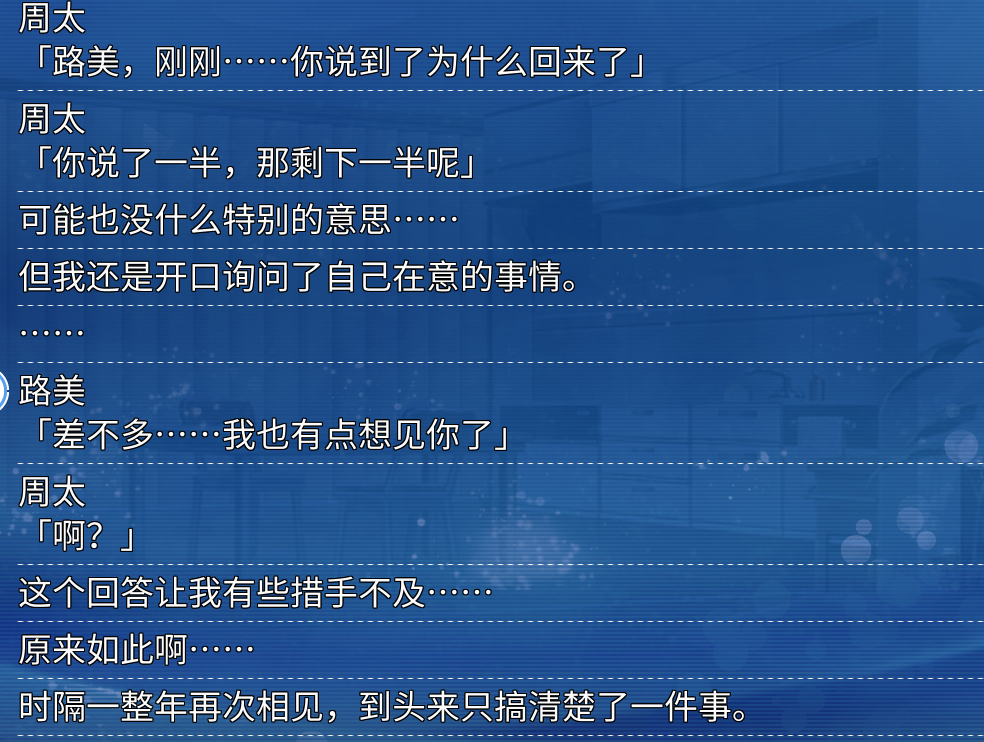 周太
「路美，刚刚……你说到了为什么回来了」
周太
「你说了一半，那剩下一半呢」
可能也没什么特别的意思……
但我还是开口询问了自己在意的事情。
……
路美
「差不多……我也有点想见你了」
周太
「啊？」
这个回答让我有些措手不及……
原来如此啊……
时隔一整年再次相见，到头来只搞清楚了一件事。